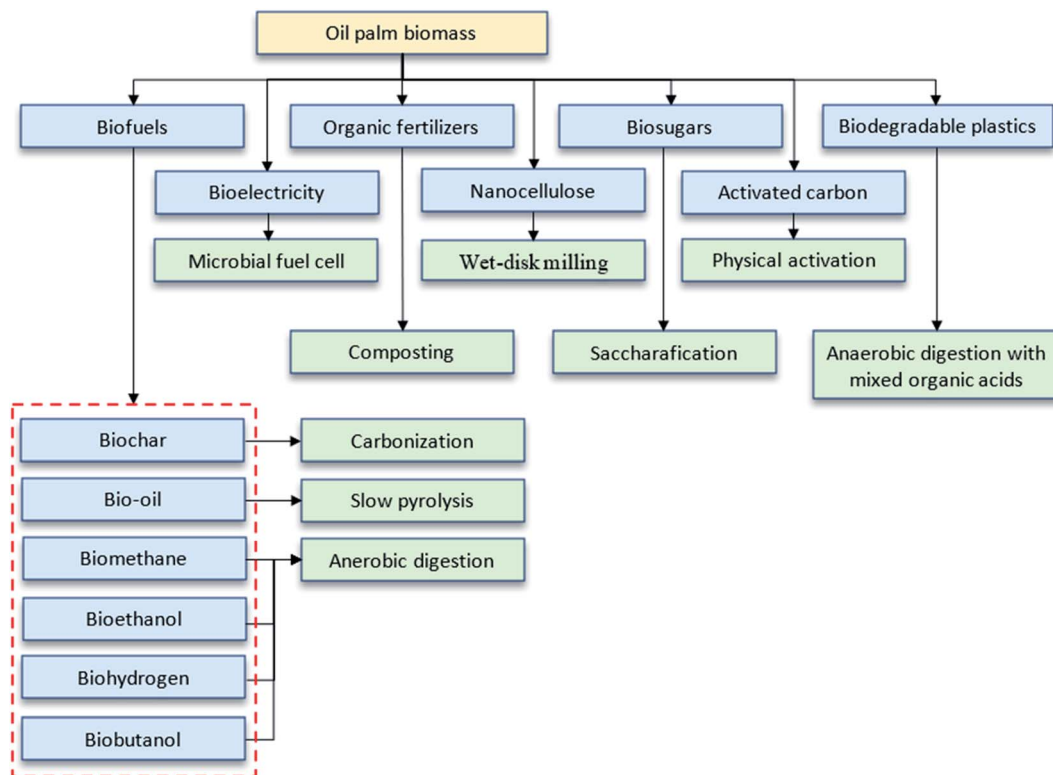 Oil palm biomass
Biofuels
Organic fertilizers
Biosugars
Biodegradable plastics
Bioelectricity
Nanocellulose
Activated carbon
Microbial fuel cell
Wet-disk milling
Physical activation
Composting
Saccharafication
Anaerobic digestion with
mixed organic acids
Biochar
Carbonization
Bio-oil
Slow pyrolysis
Biomethane
Anerobic digestion
Bioethanol
Biohydrogen
Biobutanol